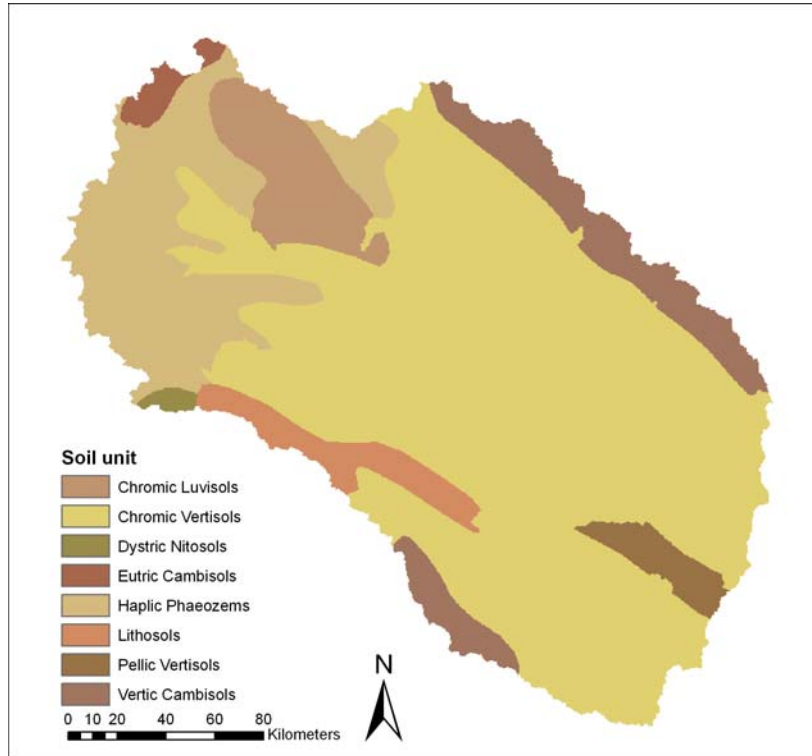 Soil unit
Chromic Luvisols
Chromic Vertisols
Dystric Nitosols
Eutric Cambisols
Haplic Phaeozems
Lithosols
Pellic Vertisols
Vertic Cambisols
N
0 10 20 40 60 80
Kilometers